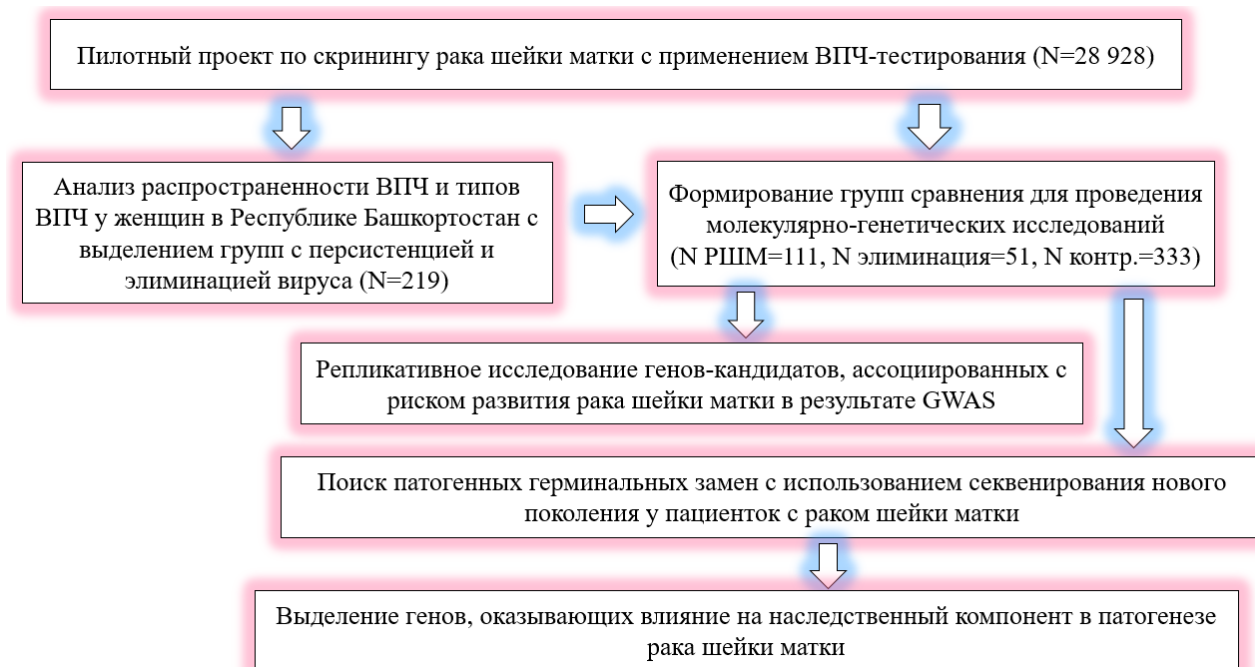 Пилотный проект по скринингу рака шейки матки с применением ВПЧ-тестирования (N=28 928)
Анализ распространенности ВПЧ и типов
ВПЧ у женщин в Республике Башкортостан с
выделением групп с персистенцией и
элиминацией вируса (N=219)
Формирование групп сравнения для проведения
молекулярно-генетических исследований
(N РШМ=111, N элиминация=51, N контр.=333)
Репликативное исследование генов-кандидатов, ассоциированных с
риском развития рака шейки матки в результате GWAS
Поиск патогенных герминальных замен с использованием секвенирования нового
поколения у пациенток с раком шейки матки
Выделение генов, оказывающих влияние на наследственный компонент в патогенезе
рака шейки матки